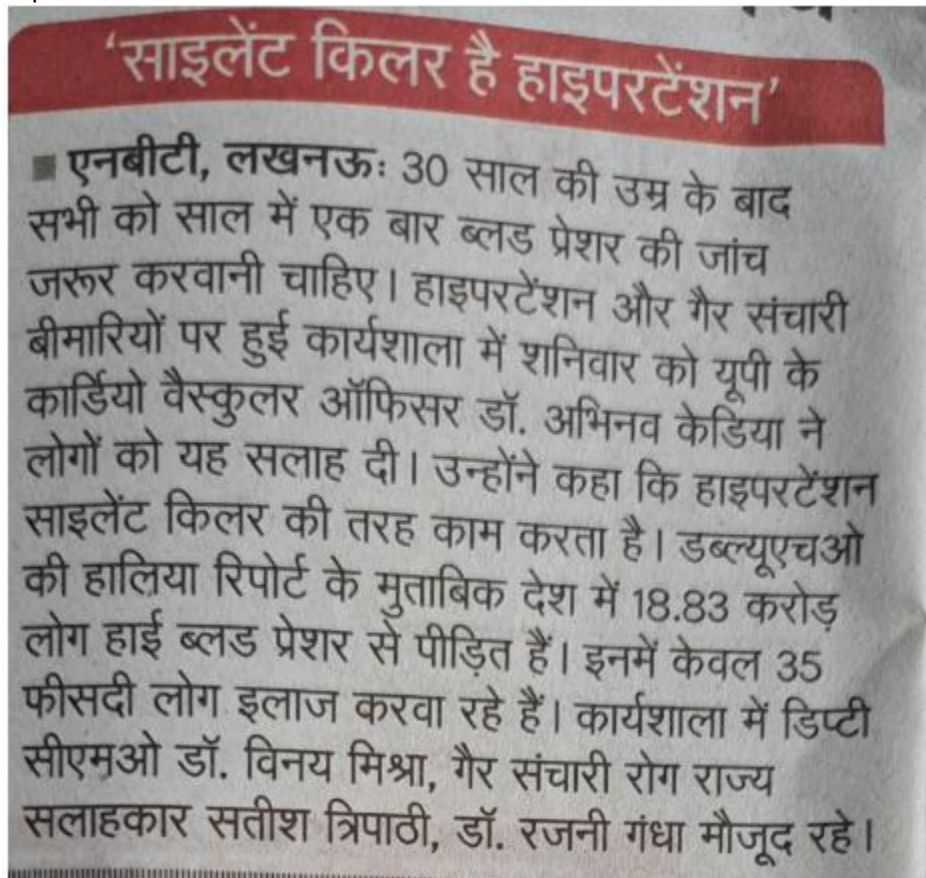 'साइलेंट किलर है हाइपरटेंशन'
एनबीटी, लखनऊ: 30 साल की उम्र के बाद
सभी को साल में एक बार ब्लड प्रेशर की जांच
जरूर करवानी चाहिए। हाइपरटेंशन और गैर संचारी
बीमारियों पर हुई कार्यशाला में शनिवार को यूपी के
कार्डियो वैस्कुलर ऑफिसर डॉ. अभिनव केडिया ने
लोगों को यह सलाह दी। उन्होंने कहा कि हाइपरटेंशन
साइलेंट किलर की तरह काम करता है। डब्ल्यूएचओ
की हालिया रिपोर्ट के मुताबिक देश में 18.83 करोड़
लोग हाई ब्लड प्रेशर से पीड़ित हैं। इनमें केवल 35
फीसदी लोग इलाज करवा रहे हैं। कार्यशाला में डिप्टी
सीएमओ डॉ. विनय मिश्रा, गैर संचारी रोग राज्य
सलाहकार सतीश त्रिपाठी, डॉ. रजनी गंधा मौजूद रहे।